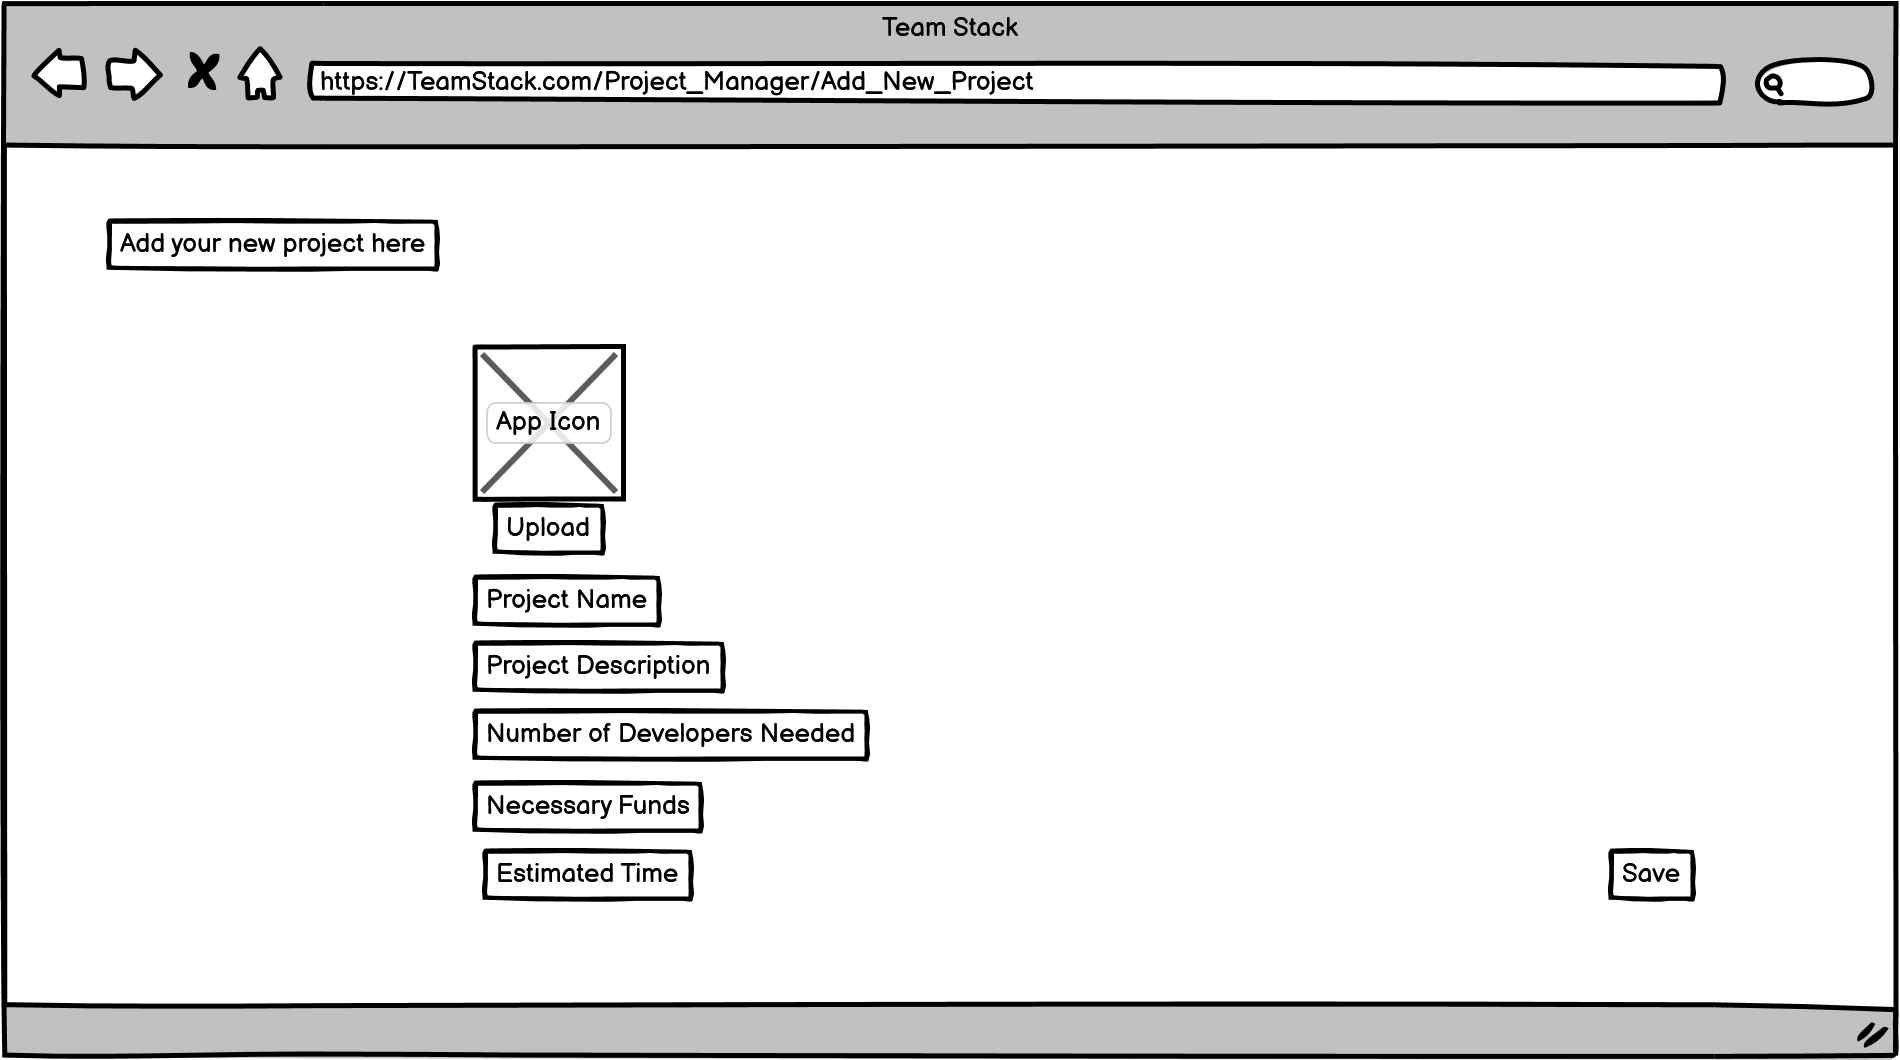 Team Stack
https://TeamStack.com/Project_Manager/Add_New_Project
Add your new project here
App Icon
Upload
Project Name
Project Description
Number of Developers Needed
Necessary Funds
Estimated Time
Save